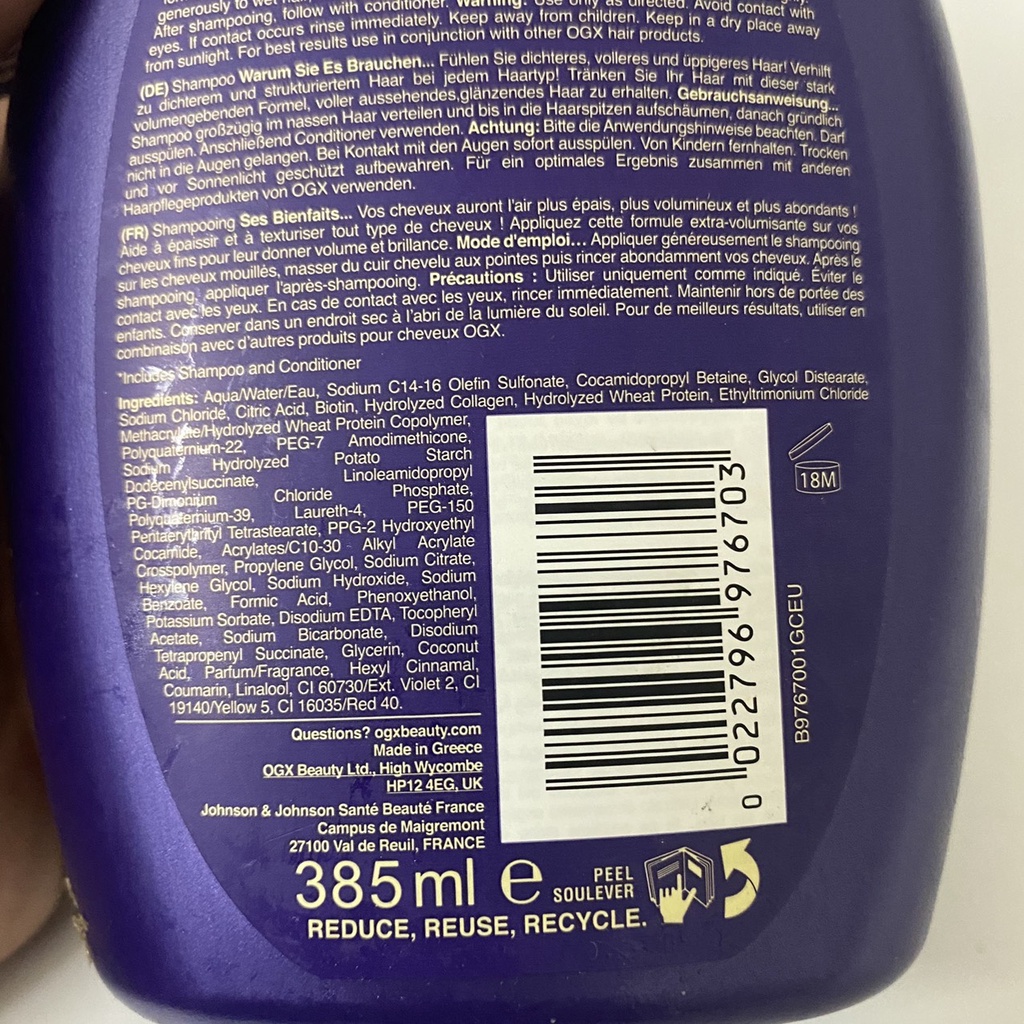 generously to wet
After shampooing, follow with conditioner. Warning: Use only as directed. Avoid contact with
eyes. If contact occurs rinse immediately. Keep away from children. Keep in a dry place away
from sunlight. For best results use in conjunction with other OGX hair products.
(DE) Shampoo Warum Sie Es Brauchen... Fühlen Sie dichteres, volleres und üppigeres Haar! Verhilft
zu dichterem und strukturiertem Haar bei jedem Haartyp! Tränken Sie Ihr Haar mit dieser stark
volumengebenden Formel, voller aussehendes,glänzendes Haar zu erhalten. Gebrauchsanweisung...
Shampoo großzügig im nassen Haar verteilen und bis in die Haarspitzen aufschäumen, danach gründlich
ausspülen. Anschließend Conditioner verwenden. Achtung: Bitte die Anwendungshinweise beachten. Darf
nicht in die Augen gelangen. Bei Kontakt mit den Augen sofort ausspülen. Von Kindern fernhalten. Trocken
und vor Sonnenlicht geschützt aufbewahren. Für ein optimales Ergebnis zusammen mit anderen
Haarpflegeprodukten von OGX verwenden.
(FR) Shampooing Ses Bienfaits... Vos cheveux auront l'air plus épais, plus volumineux et plus abondants !
Aide à épaissir et à texturiser tout type de cheveux ! Appliquez cette formule extra-volumisante sur vos
cheveux fins pour leur donner volume et brillance. Mode d'emploi... Appliquer généreusement le shampooing
sur les cheveux mouillés, masser du cuir chevelu aux pointes puis rincer abondamment vos cheveux. Après le
shampooing, appliquer l'après-shampooing. Précautions : Utiliser uniquement comme indiqué. Éviter le
contact avec les yeux. En cas de contact avec les yeux, rincer immédiatement. Maintenir hors de portée des
enfants. Conserver dans un endroit sec à l'abri de la lumière du soleil. Pour de meilleurs résultats, utiliser en
combinaison avec d'autres produits pour cheveux OGX.
*Includes Shampoo and Conditioner
Ingredients: Aqua/Water/Eau, Sodium C14-16 Olefin Sulfonate, Cocamidopropyl Betaine, Glycol Distearate,
Sodium Chloride, Citric Acid, Biotin, Hydrolyzed Collagen, Hydrolyzed Wheat Protein, Ethyltrimonium Chloride
Methacrylate/Hydrolyzed Wheat Protein Copolymer,
Polyquaternium-22, PEG-7 Amodimethicone,
Sodium Hydrolyzed Potato Starch
Dodecenylsuccinate, Linoleamidopropyl
PG-Dimonium Chloride Phosphate,
Polyquaternium-39, Laureth-4, PEG-150
Pentaerythrityl Tetrastearate, PPG-2 Hydroxyethyl
Cocamide, Acrylates/C10-30 Alkyl Acrylate
Crosspolymer, Propylene Glycol, Sodium Citrate,
Hexylene Glycol, Sodium Hydroxide, Sodium
Benzoate, Formic Acid, Phenoxyethanol,
Potassium Sorbate, Disodium EDTA, Tocopheryl
Acetate, Sodium Bicarbonate, Disodium
Tetrapropenyl Succinate, Glycerin, Coconut
Acid, Parfum/Fragrance, Hexyl Cinnamal,
Coumarin, Linalool, CI 60730/Ext. Violet 2, CI
19140/Yellow 5, CI 16035/Red 40.
18M
0 022796 976703
B9767001GCEU
Questions? ogxbeauty.com
Made in Greece
OGX Beauty Ltd., High Wycombe
HP12 4EG, UK
Johnson & Johnson Santé Beauté France
Campus de Maigremont
27100 Val de Reuil, FRANCE
385 ml e
PEEL
SOULEVER
REDUCE, REUSE, RECYCLE.